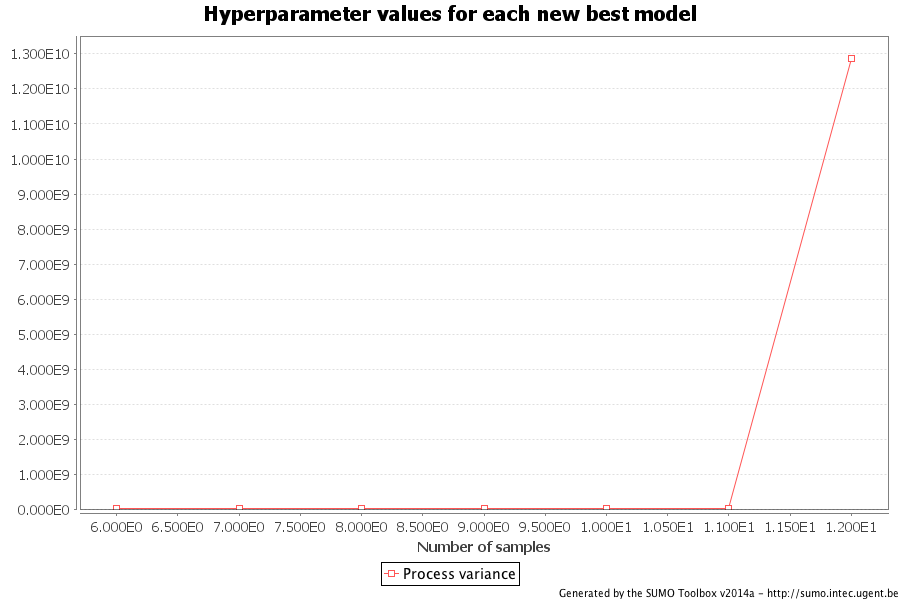 Hyperparameter values for each new best model
1.300E10
1.200E10
1.100E10
1.000E10
9.000E9
8.000E9
7.000E9
6.000E9
5.000E9
4.000E9
3.000E9
2.000E9
1.000E9
0.000E0
6.000E0 6.500E0 7.000E0 7.500E0 8.000E0 8.500E0 9.000E0 9.500E0 1.000E1 1.050E1 1.100E1 1.150E1 1.200E1
Number of samples
Process variance
Generated by the SUMO Toolbox v2014a - http://sumo.intec.ugent.be